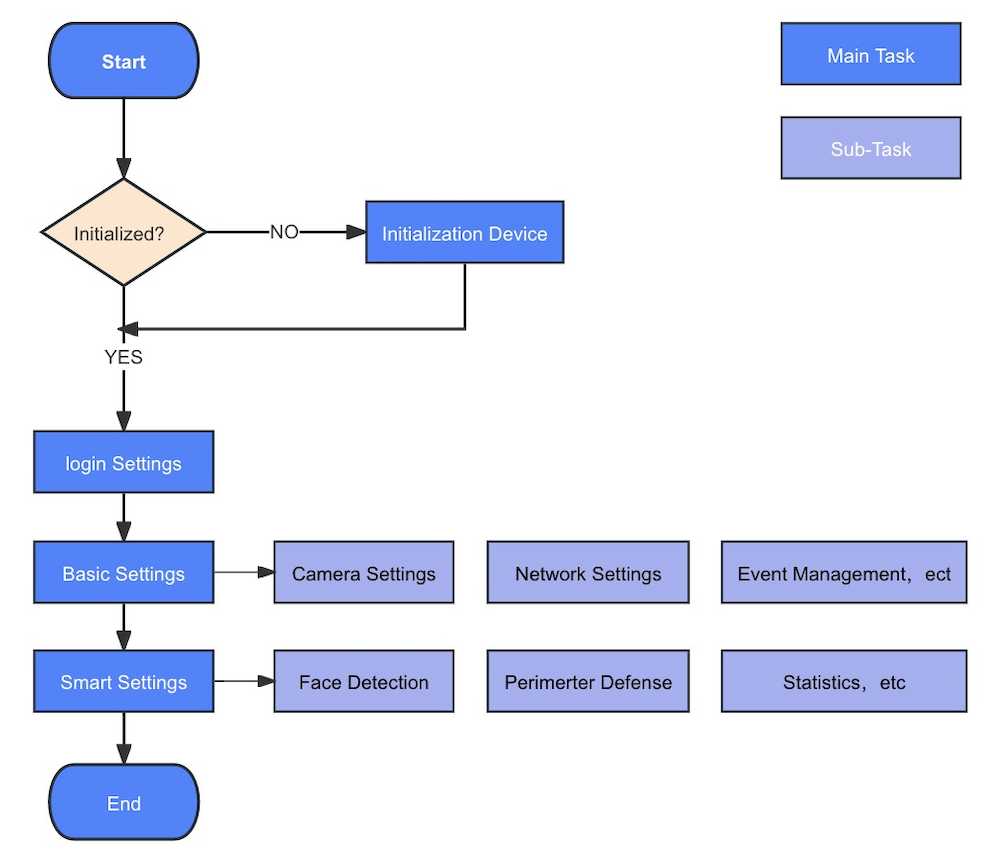 Start
Main Task
Sub-Task
Initialized?
NO
Initialization Device
YES
login Settings
Basic Settings
Camera Settings
Network Settings
Event Management，ect
Smart Settings
Face Detection
Perimerter Defense
Statistics，etc
End